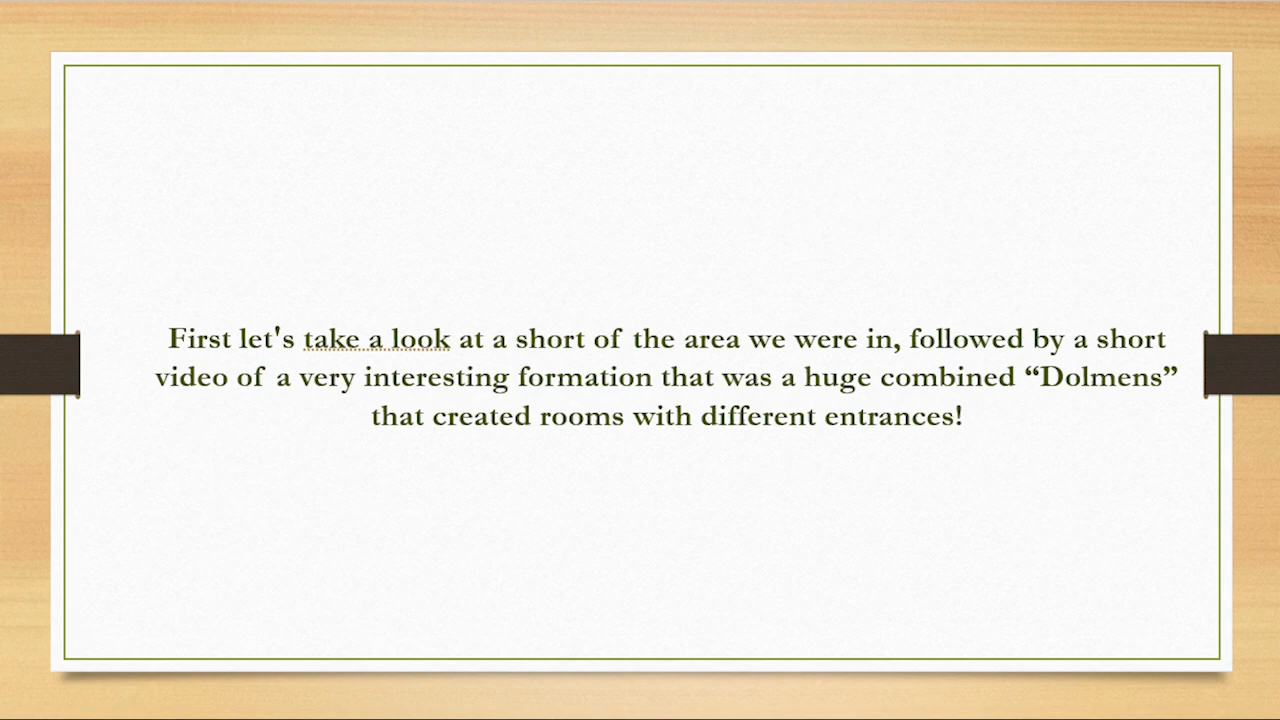 First let's take a look at a short of the area we were in, followed by a short
video of a very interesting formation that was a huge combined “Dolmens”
that created rooms with different entrances!